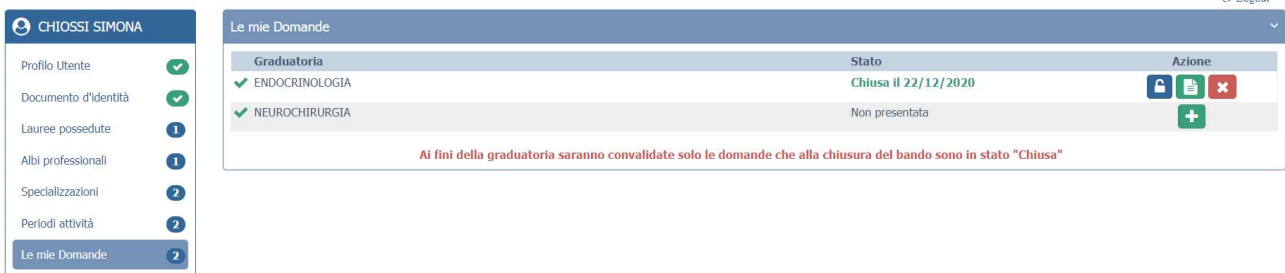 Logout
CHIOSSI SIMONA
Profilo Utente
Documento d'identità
Lauree possedute 1
Albi professionali 1
Specializzazioni 2
Periodi attività 2
Le mie Domande 2
Le mie Domande
Graduatoria Stato Azione
ENDOCRINOLOGIA Chiusa il 22/12/2020
NEUROCHIRURGIA Non presentata
Ai fini della graduatoria saranno convalidate solo le domande che alla chiusura del bando sono in stato "Chiusa"